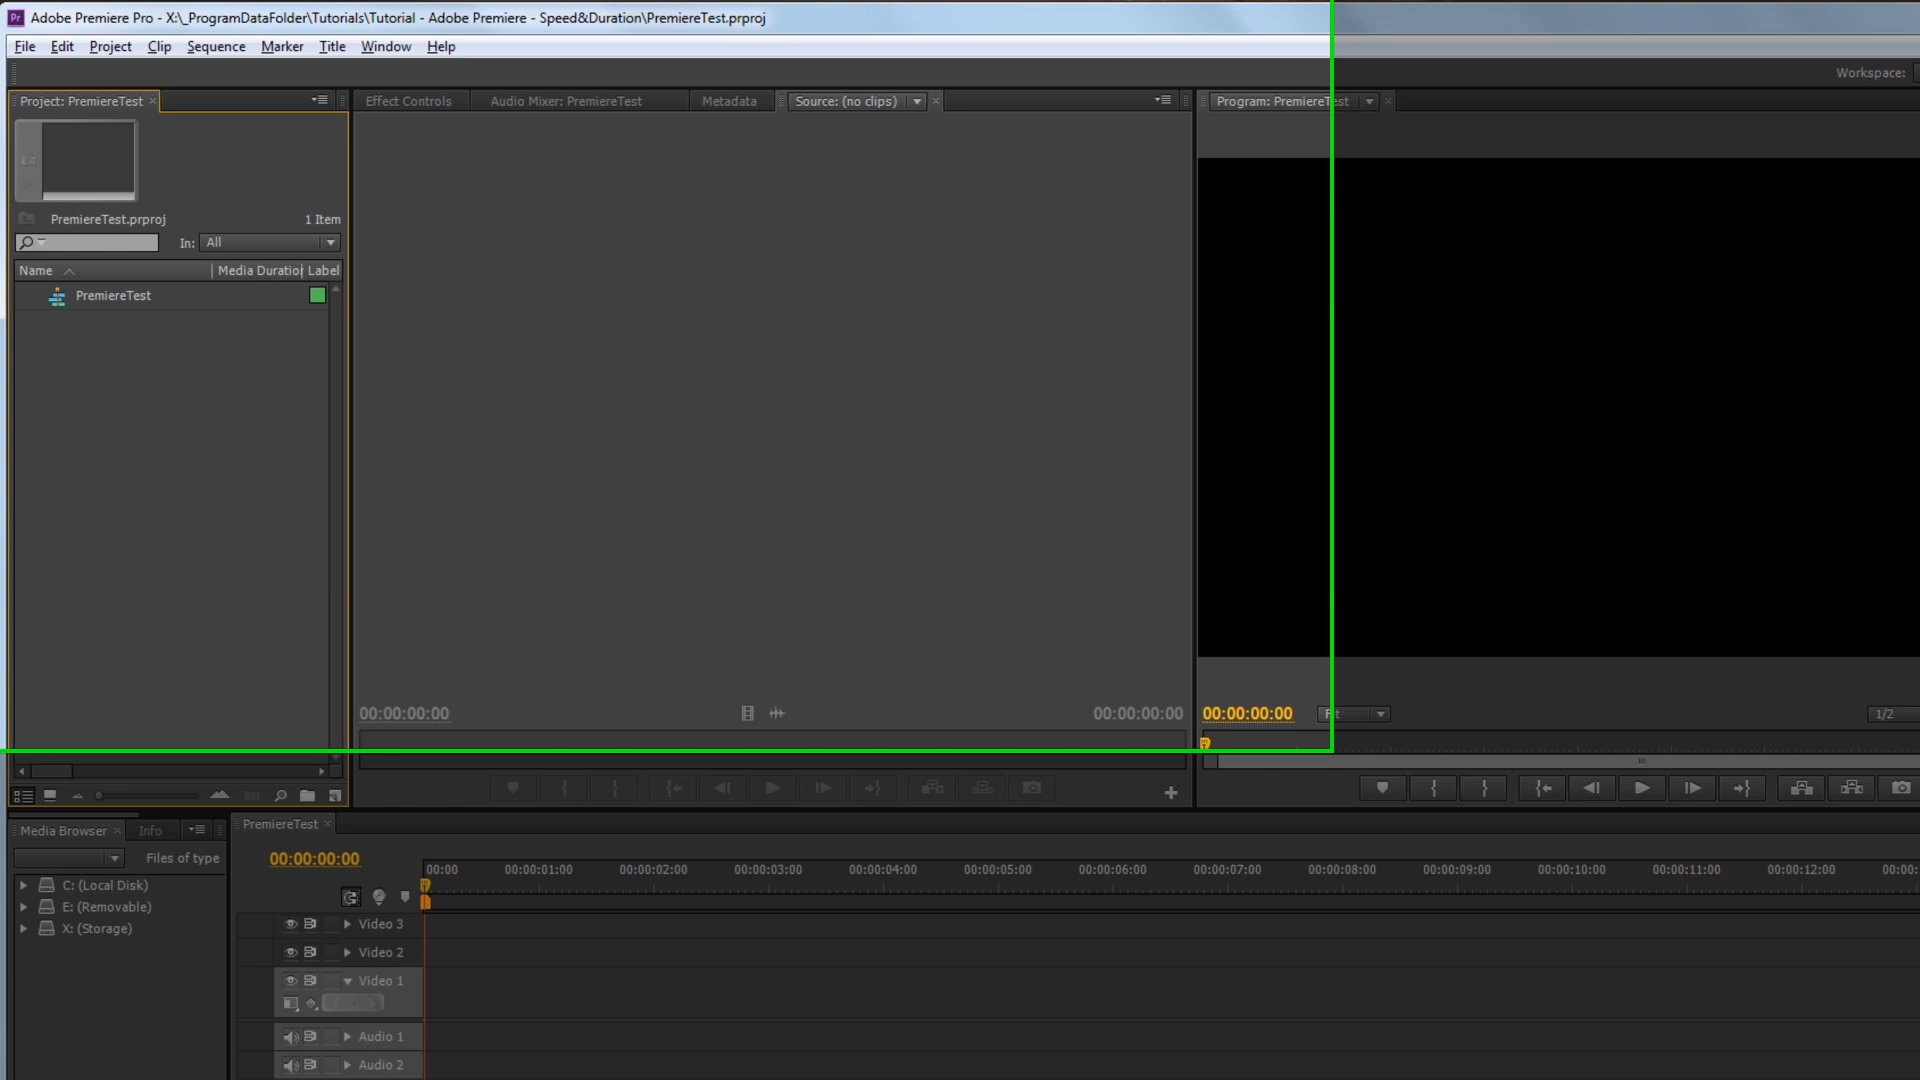 Adobe Premiere Pro - X:\_ProgramDataFolder\Tutorials\Tutorial - Adobe Premiere - Speed&Duration\PremiereTest.prproj
File Edit Project Clip Sequence Marker Title Window Help
Workspace:
Project: PremiereTest
Effect Controls
Audio Mixer: PremiereTest
Metadata
Source: (no clips)
Program: PremiereTest
PremiereTest.prproj
1 Item
In: All
Name Media Duration Label
PremiereTest
00:00:00:00
00:00:00:00
00:00:00:00
Fit
1/2
Media Browser
Info
PremiereTest
Files of type
00:00:00:00
00:00 00:00:01:00 00:00:02:00 00:00:03:00 00:00:04:00 00:00:05:00 00:00:06:00 00:00:07:00 00:00:08:00 00:00:09:00 00:00:10:00 00:00:11:00 00:00:12:00 00:00:
C: (Local Disk)
E: (Removable)
X: (Storage)
Video 3
Video 2
Video 1
Audio 1
Audio 2